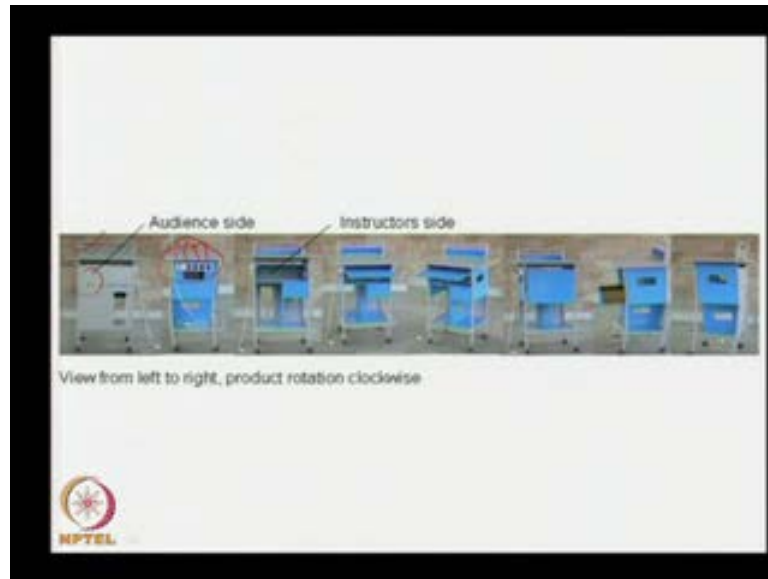 Audience side
Instructors side
View from left to right, product rotation clockwise
NPTEL